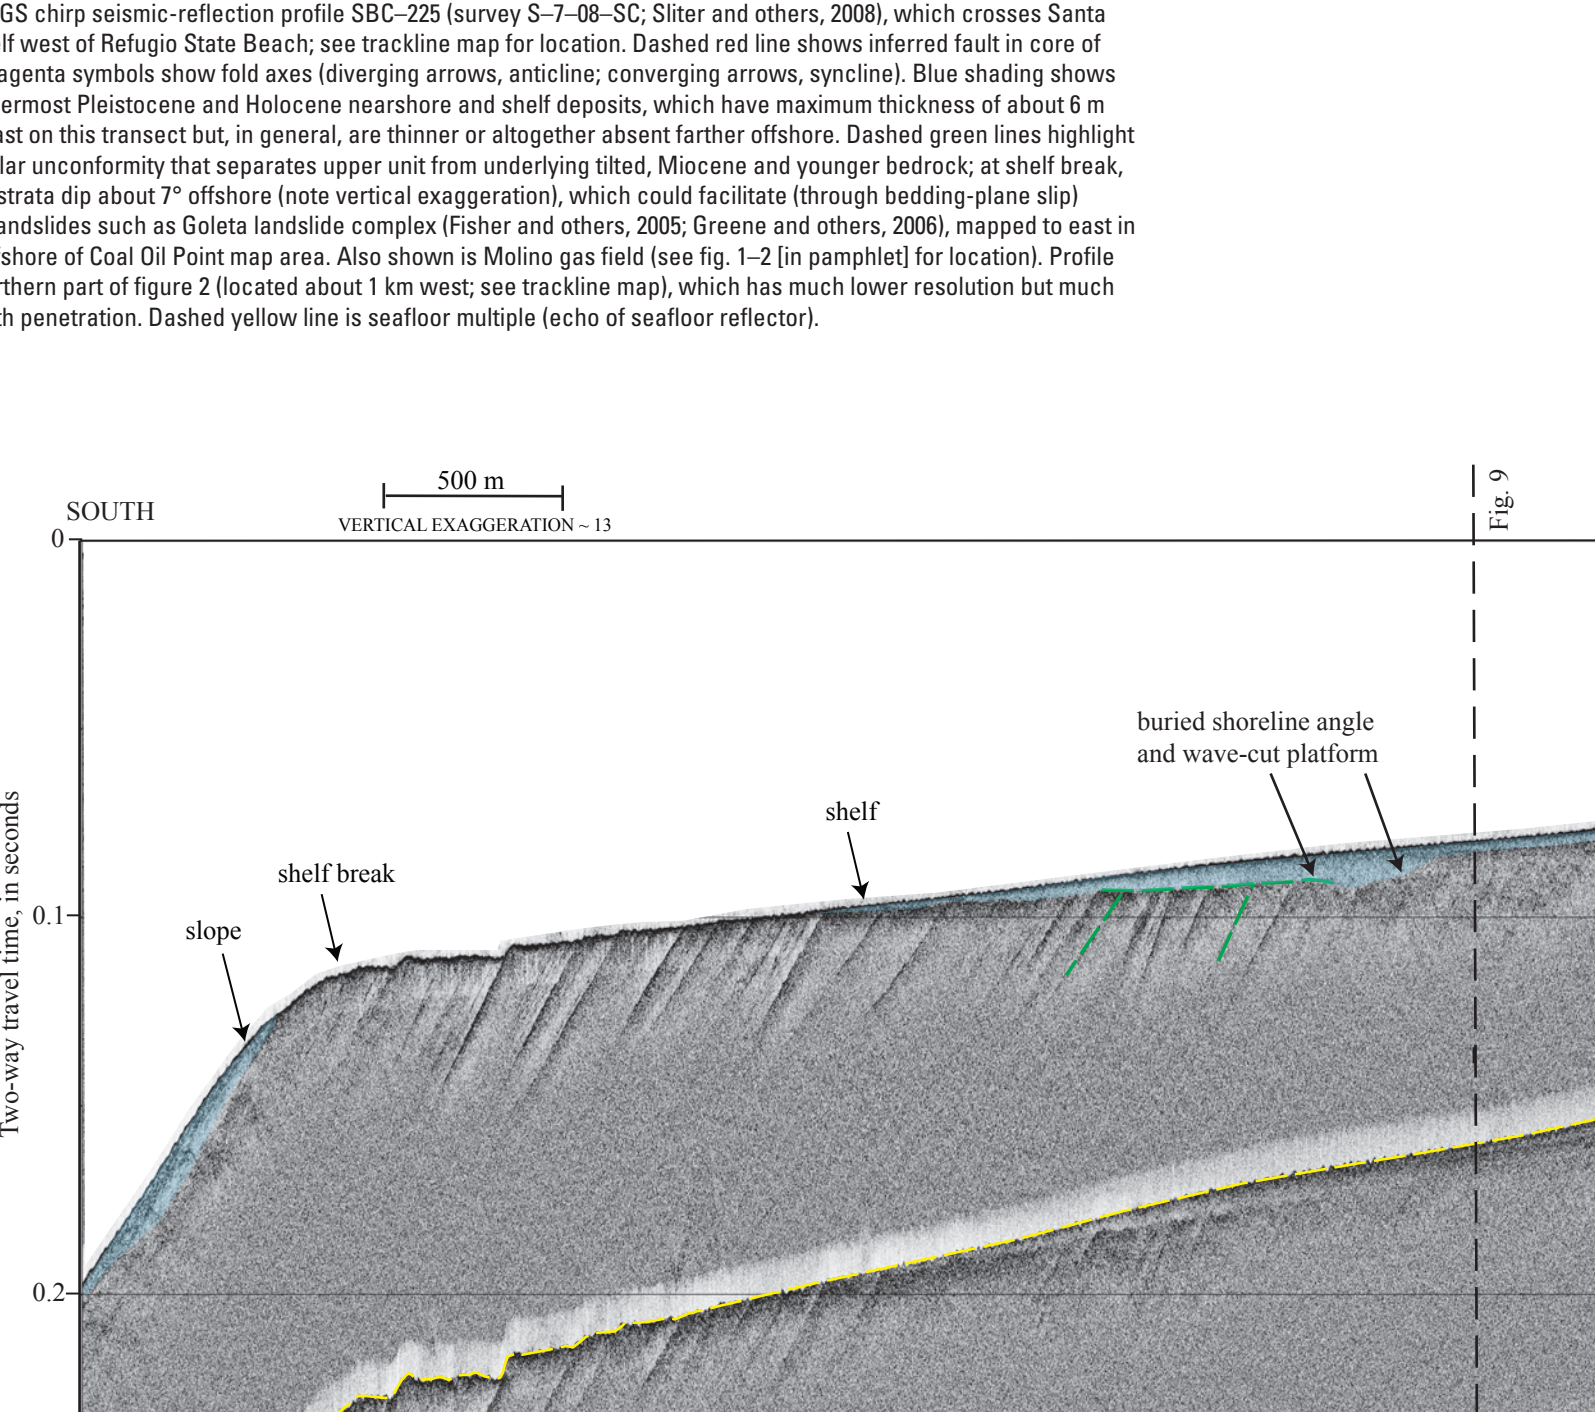 GS chirp seismic-reflection profile SBC–225 (survey S–7–08–SC; Sliter and others, 2008), which crosses Santa
lf west of Refugio State Beach; see trackline map for location. Dashed red line shows inferred fault in core of
agenta symbols show fold axes (diverging arrows, anticline; converging arrows, syncline). Blue shading shows
ermost Pleistocene and Holocene nearshore and shelf deposits, which have maximum thickness of about 6 m
ast on this transect but, in general, are thinner or altogether absent farther offshore. Dashed green lines highlight
lar unconformity that separates upper unit from underlying tilted, Miocene and younger bedrock; at shelf break,
strata dip about 7° offshore (note vertical exaggeration), which could facilitate (through bedding-plane slip)
andslides such as Goleta landslide complex (Fisher and others, 2005; Greene and others, 2006), mapped to east in
fshore of Coal Oil Point map area. Also shown is Molino gas field (see fig. 1–2 [in pamphlet] for location). Profile
rthern part of figure 2 (located about 1 km west; see trackline map), which has much lower resolution but much
th penetration. Dashed yellow line is seafloor multiple (echo of seafloor reflector).
500 m
SOUTH
VERTICAL EXAGGERATION ~ 13
Fig. 9
0
buried shoreline angle
and wave-cut platform
shelf
shelf break
0.1
slope
Two-way travel time, in seconds
0.2